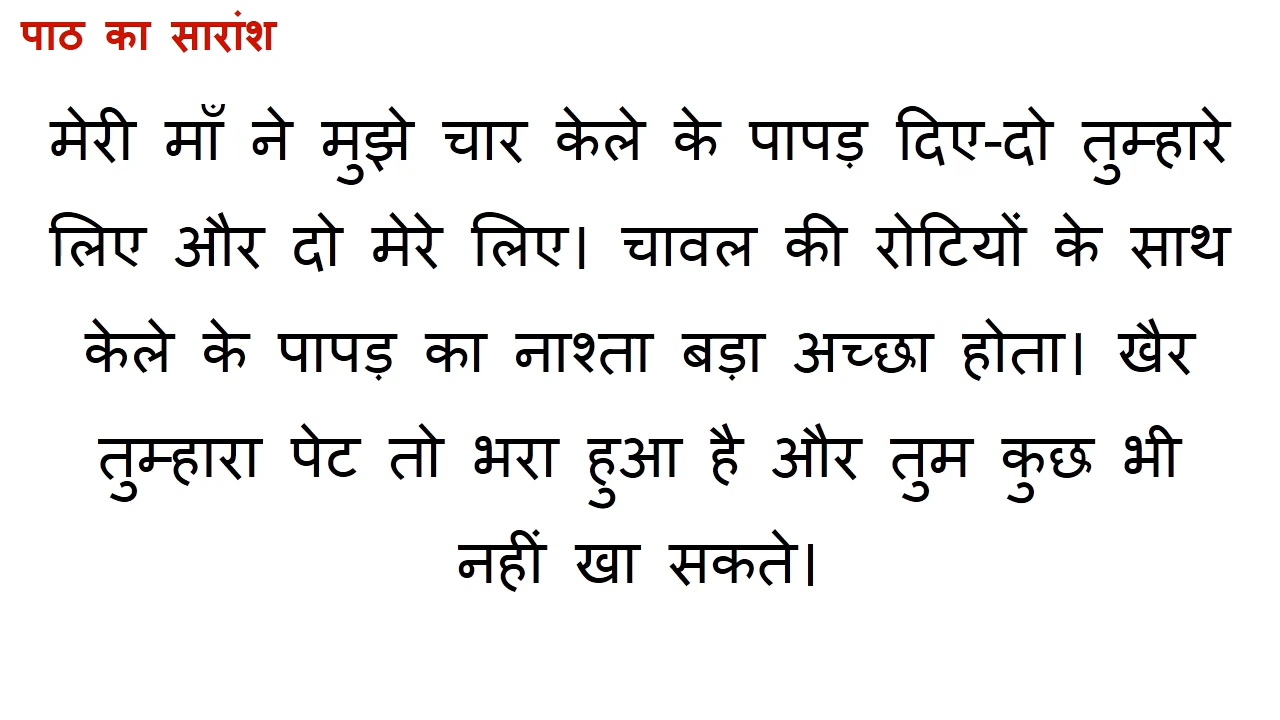 पाठ का सारांश
मेरी माँ ने मुझे चार केले के पापड़ दिए-दो तुम्हारे
लिए और दो मेरे लिए। चावल की रोटियों के साथ
केले के पापड़ का नाश्ता बड़ा अच्छा होता। खैर
तुम्हारा पेट तो भरा हुआ है और तुम कुछ भी
नहीं खा सकते।